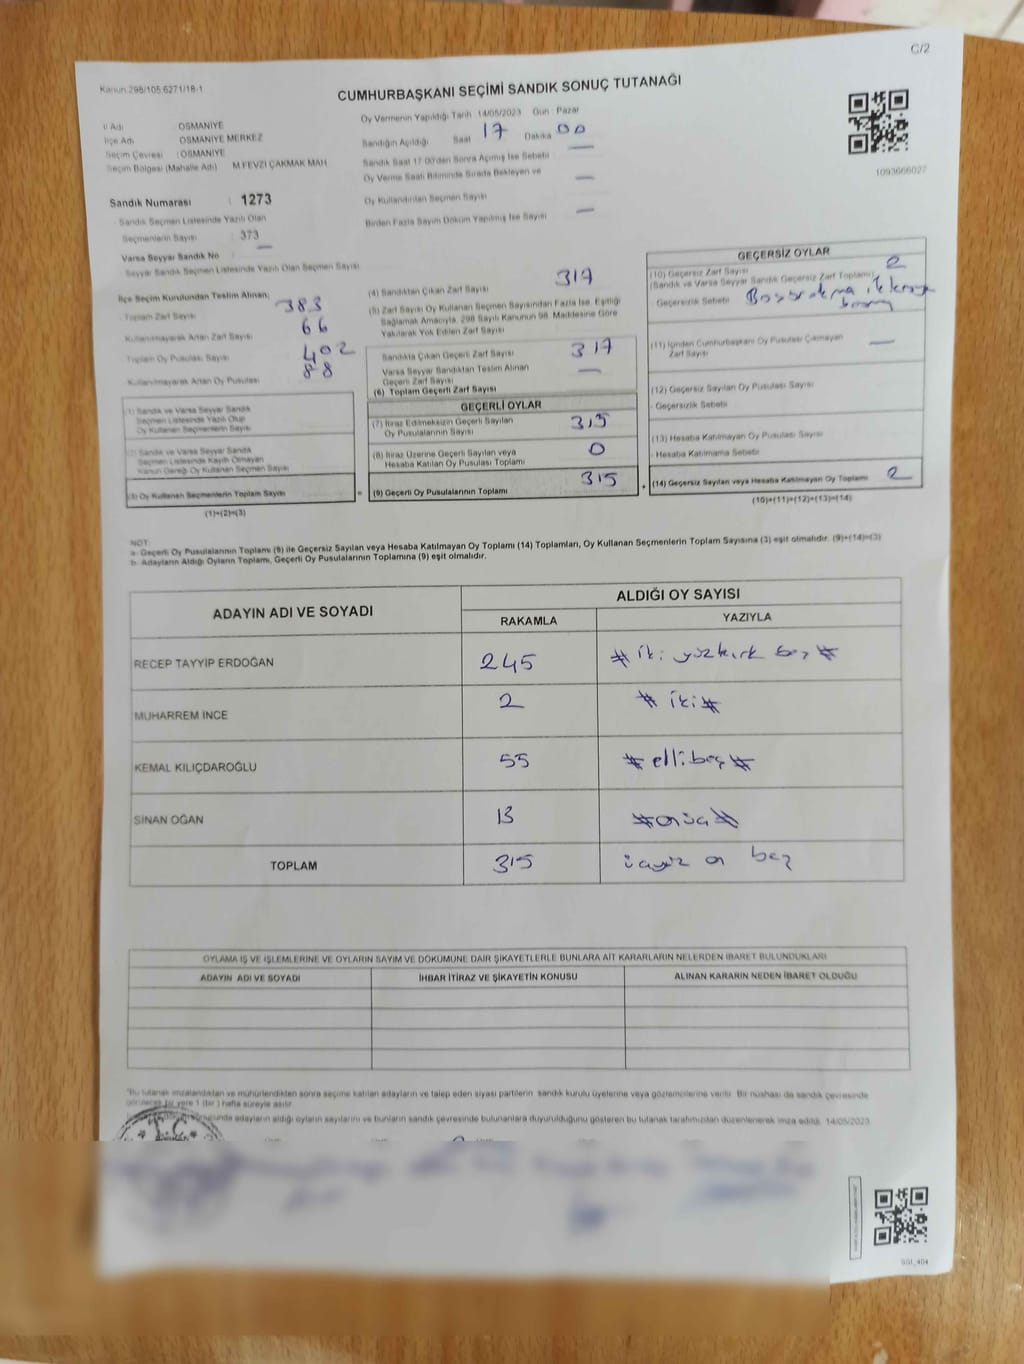 C/2
Kanun:298/105,6271/18-1
CUMHURBAŞKANI SEÇİMİ SANDIK SONUÇ TUTANAĞI
1093666027
İl Adı OSMANİYE
İlçe Adı OSMANİYE MERKEZ
Seçim Çevresi : OSMANİYE
Seçim Bölgesi (Mahalle Adı) M.FEVZİ ÇAKMAK MAH
Sandık Numarası : 1273
Sandık Seçmen Listesinde Yazılı Olan
Seçmenlerin Sayısı : 373
Varsa Seyyar Sandık No —
Seyyar Sandık Seçmen Listesinde Yazılı Olan Seçmen Sayısı
Oy Vermenin Yapıldığı Tarih 14/05/2023 Gün : Pazar
Sandığın Açıldığı Saat 17 Dakika 00
Sandık Saat 17.00'den Sonra Açılmış İse Sebebi —
Oy Verme Saati Bitiminde Sırada Bekleyen ve
Oy Kullandırılan Seçmen Sayısı —
Birden Fazla Sayım Döküm Yapılmış İse Sayısı —
İlçe Seçim Kurulundan Teslim Alınan;
Toplam Zarf Sayısı 383
Kullanılmayarak Artan Zarf Sayısı 66
Toplam Oy Pusulası Sayısı 402
Kullanılmayarak Artan Oy Pusulası 88
(1) Sandık ve Varsa Seyyar Sandık
Seçmen Listesinde Yazılı Olup
Oy Kullanan Seçmenlerin Sayısı
(2) Sandık ve Varsa Seyyar Sandık
Seçmen Listesinde Kayıtlı Olmayan
Kanun Gereği Oy Kullanan Seçmen Sayısı
(3) Oy Kullanan Seçmenlerin Toplam Sayısı
(1)+(2)=(3)
(4) Sandıktan Çıkan Zarf Sayısı 317
(5) Zarf Sayısı Oy Kullanan Seçmen Sayısından Fazla İse, Eşitliği
Sağlamak Amacıyla, 298 Sayılı Kanunun 98. Maddesine Göre
Yakılarak Yok Edilen Zarf Sayısı
Sandıkta Çıkan Geçerli Zarf Sayısı 317
Varsa Seyyar Sandıktan Teslim Alınan
Geçerli Zarf Sayısı —
(6) Toplam Geçerli Zarf Sayısı
GEÇERLİ OYLAR
(7) İtiraz Edilmeksizin Geçerli Sayılan
Oy Pusulalarının Sayısı 315
(8) İtiraz Üzerine Geçerli Sayılan veya
Hesaba Katılan Oy Pusulası Toplamı 0
= (9) Geçerli Oy Pusulalarının Toplamı 315
GEÇERSİZ OYLAR
(10) Geçersiz Zarf Sayısı 2
(Sandık ve Varsa Seyyar Sandık Geçersiz Zarf Toplamı)
- Geçersizlik Sebebi
(11) İçinden Cumhurbaşkanı Oy Pusulası Çıkmayan
Zarf Sayısı —
(12) Geçersiz Sayılan Oy Pusulası Sayısı
- Geçersizlik Sebebi
(13) Hesaba Katılmayan Oy Pusulası Sayısı
- Hesaba Katılmama Sebebi
+ (14) Geçersiz Sayılan veya Hesaba Katılmayan Oy Toplamı 2
(10)+(11)+(12)+(13)=(14)
NOT:
a- Geçerli Oy Pusulalarının Toplamı (9) ile Geçersiz Sayılan veya Hesaba Katılmayan Oy Toplamı (14) Toplamları, Oy Kullanan Seçmenlerin Toplam Sayısına (3) eşit olmalıdır. (9)+(14)=(3)
b- Adayların Aldığı Oyların Toplamı, Geçerli Oy Pusulalarının Toplamına (9) eşit olmalıdır.
ADAYIN ADI VE SOYADI ALDIĞI OY SAYISI
RAKAMLA YAZIYLA
RECEP TAYYİP ERDOĞAN 245 # iki yüzkırk beş #
MUHARREM İNCE 2 # iki #
KEMAL KILIÇDAROĞLU 55 # ellibeş #
SİNAN OĞAN 13 # onüç #
TOPLAM 315 üçyüz on beş
OYLAMA İŞ VE İŞLEMLERİNE VE OYLARIN SAYIM VE DÖKÜMÜNE DAİR ŞİKAYETLERLE BUNLARA AİT KARARLARIN NELERDEN İBARET BULUNDUKLARI
ADAYIN ADI VE SOYADI İHBAR İTİRAZ VE ŞİKAYETİN KONUSU ALINAN KARARIN NEDEN İBARET OLDUĞU
"Bu tutanak imzalandıktan ve mühürlendikten sonra seçime katılan adayların ve talep eden siyasi partilerin sandık kurulu üyelerine veya gözlemcilerine verilir. Bir nüshası da sandık çevresinde
görülecek bir yere 1 (bir) hafta süreyle asılır.
adayların aldığı oyların sayılarını ve bunların sandık çevresinde bulunanlara duyurulduğunu gösteren bu tutanak tarafımızdan düzenlenerek imza edildi. 14/05/2023
T.C.